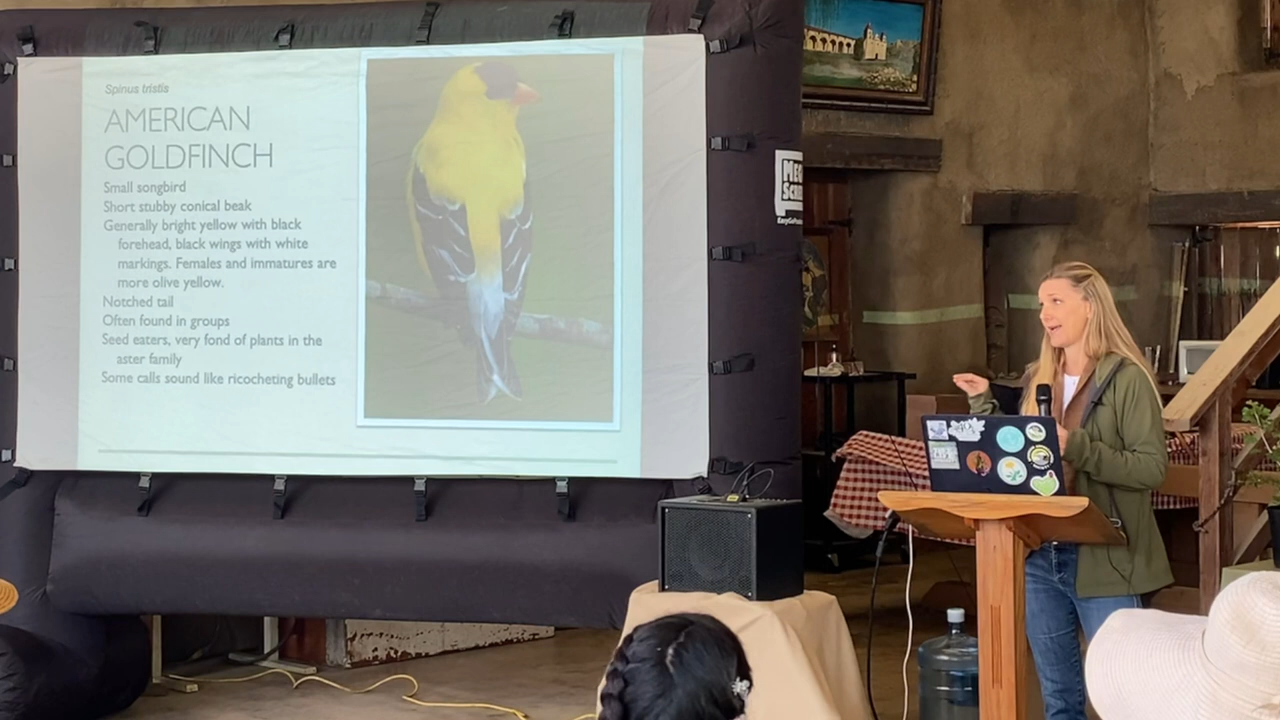 Spinus tristis
AMERICAN
GOLDFINCH
Small songbird
Short stubby conical beak
Generally bright yellow with black
forehead, black wings with white
markings. Females and immatures are
more olive yellow.
Notched tail
Often found in groups
Seed eaters, very fond of plants in the
aster family
Some calls sound like ricocheting bullets